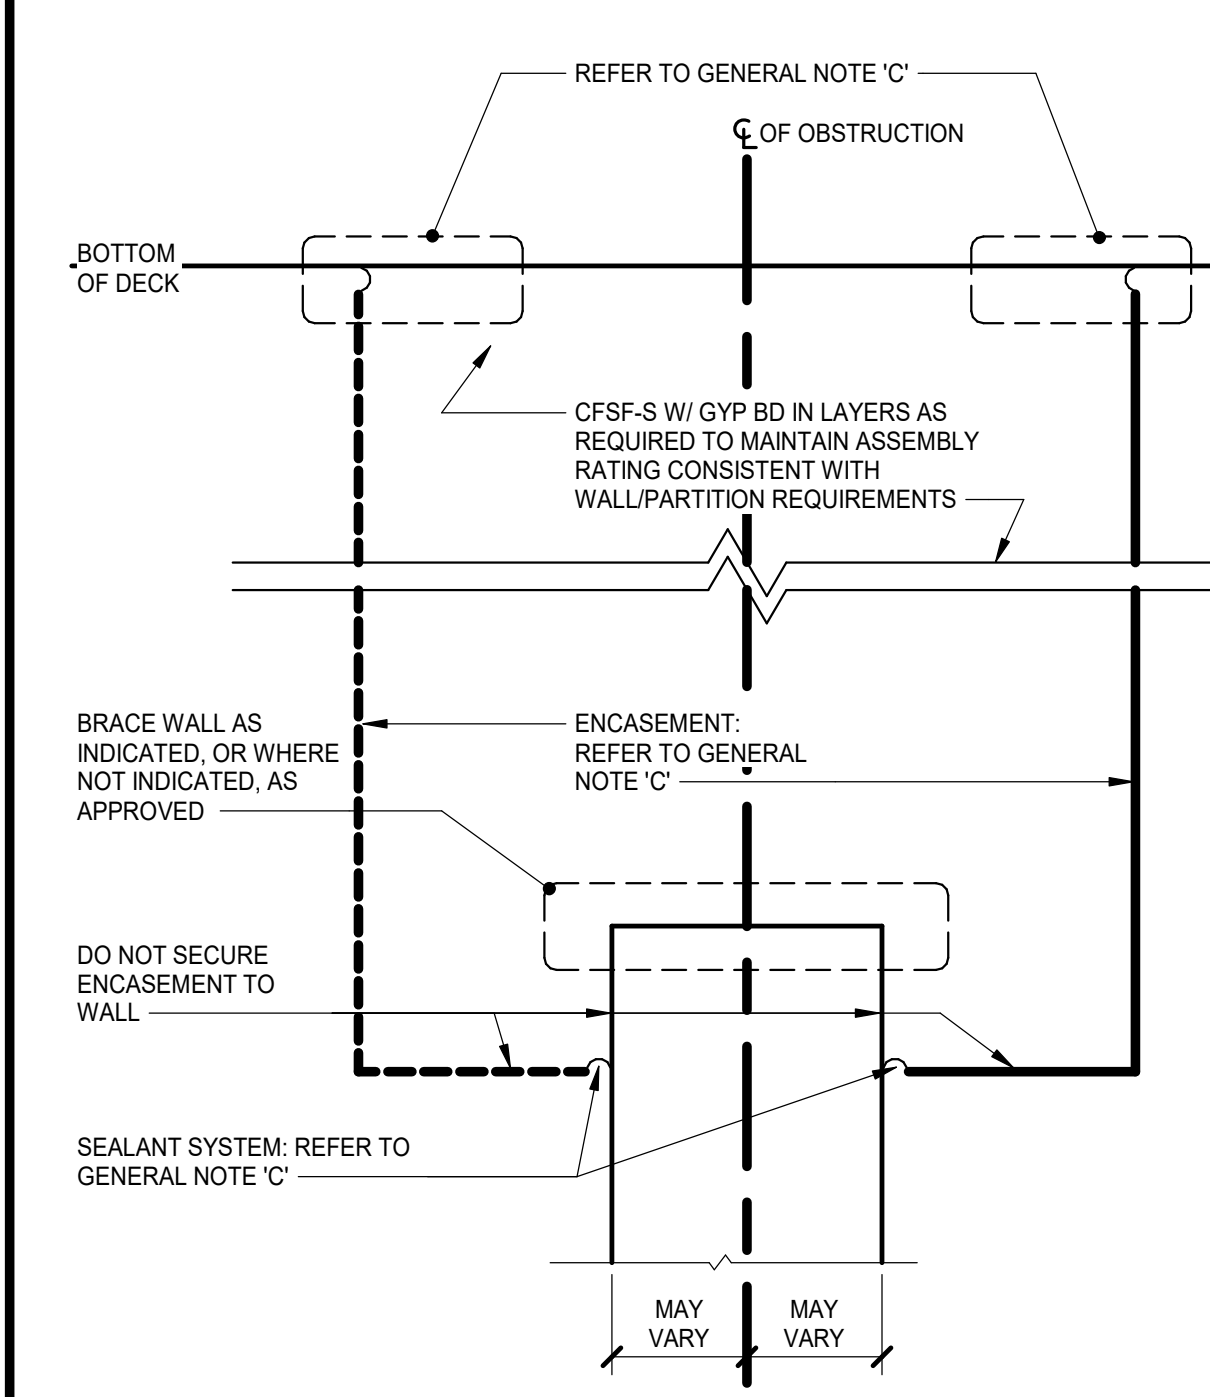 REFER TO GENERAL NOTE 'C'
℄ OF OBSTRUCTION
BOTTOM
OF DECK
CFSF-S W/ GYP BD IN LAYERS AS
REQUIRED TO MAINTAIN ASSEMBLY
RATING CONSISTENT WITH
WALL/PARTITION REQUIREMENTS
BRACE WALL AS
INDICATED, OR WHERE
NOT INDICATED, AS
APPROVED
ENCASEMENT:
REFER TO GENERAL
NOTE 'C'
DO NOT SECURE
ENCASEMENT TO
WALL
SEALANT SYSTEM: REFER TO
GENERAL NOTE 'C'
MAY
VARY
MAY
VARY